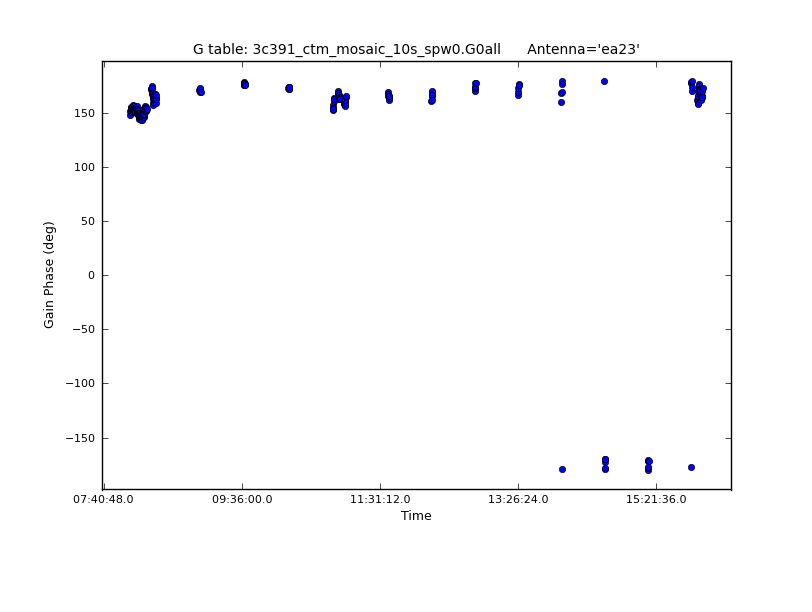 G table: 3c391_ctm_mosaic_10s_spw0.G0all      Antenna='ea23'
Gain Phase (deg)
150
100
50
0
−50
−100
−150
07:40:48.0 09:36:00.0 11:31:12.0 13:26:24.0 15:21:36.0
Time